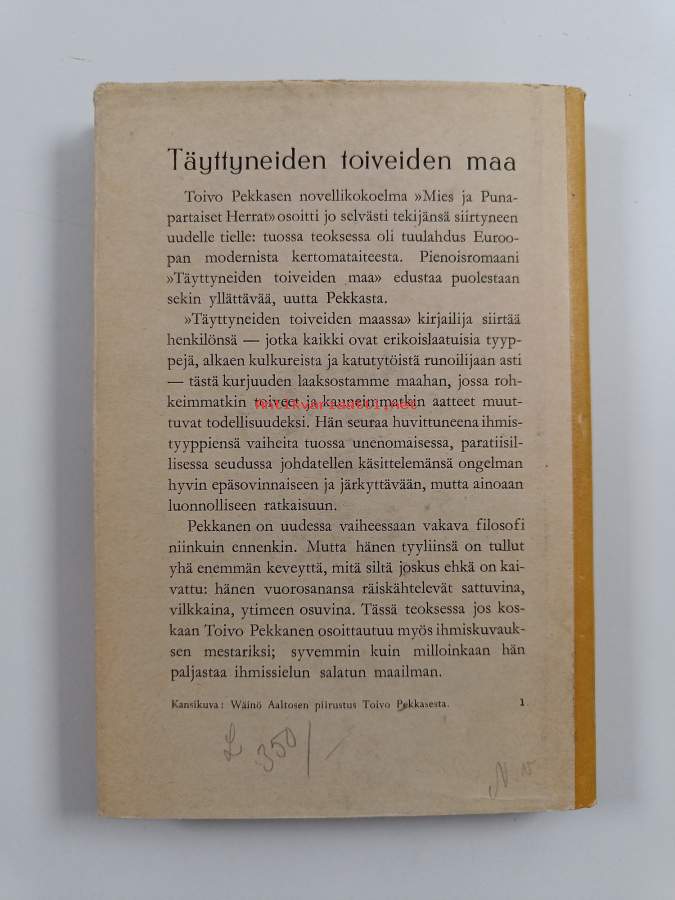 Täyttyneiden toiveiden maa
Toivo Pekkasen novellikokoelma »Mies ja Puna-
partaiset Herrat» osoitti jo selvästi tekijänsä siirtyneen
uudelle tielle: tuossa teoksessa oli tuulahdus Euroo-
pan modernista kertomataiteesta. Pienoisromaani
»Täyttyneiden toiveiden maa» edustaa puolestaan
sekin yllättävää, uutta Pekkasta.
»Täyttyneiden toiveiden maassa» kirjailija siirtää
henkilönsä — jotka kaikki ovat erikoislaatuisia tyyp-
pejä, alkaen kulkureista ja katutytöistä runoilijaan asti
— tästä kurjuuden laaksostamme maahan, jossa roh-
keimmatkin toiveet ja kauneimmatkin aatteet muut-
antikvariaatti.net
tuvat todellisuudeksi. Hän seuraa huvittuneena ihmis-
tyyppiensä vaiheita tuossa unenomaisessa, paratiisil-
lisessa seudussa johdatellen käsittelemänsä ongelman
hyvin epäsovinnaiseen ja järkyttävään, mutta ainoaan
luonnolliseen ratkaisuun.
Pekkanen on uudessa vaiheessaan vakava filosofi
niinkuin ennenkin. Mutta hänen tyyliinsä on tullut
yhä enemmän keveyttä, mitä siltä joskus ehkä on kai-
vattu: hänen vuorosanansa räiskähtelevät sattuvina,
vilkkaina, ytimeen osuvina. Tässä teoksessa jos kos-
kaan Toivo Pekkanen osoittautuu myös ihmiskuvauk-
sen mestariksi; syvemmin kuin milloinkaan hän
paljastaa ihmissielun salatun maailman.
Kansikuva: Wäinö Aaltosen piirustus Toivo Pekkasesta. 1.
350/—